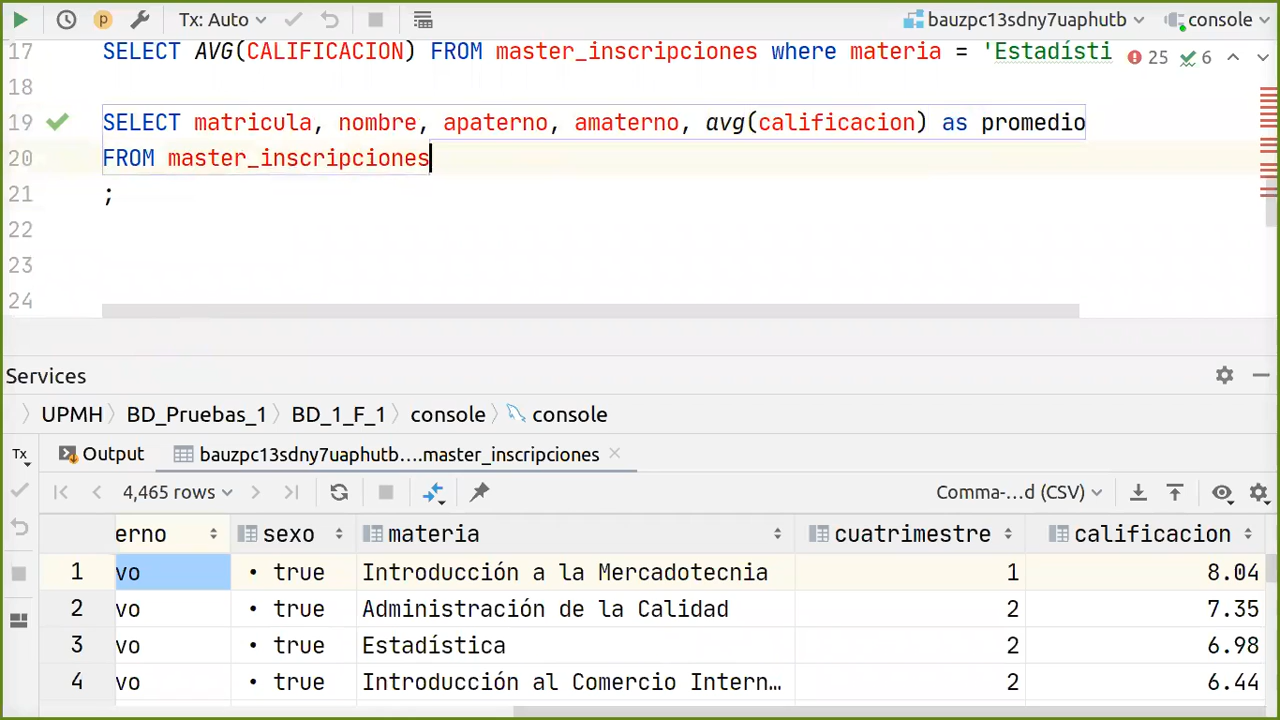 Tx: Auto bauzpc13sdny7uaphutb console
17 SELECT AVG(CALIFICACION) FROM master_inscripciones where materia = 'Estadísti 25 6
18
19 SELECT matricula, nombre, apaterno, amaterno, avg(calificacion) as promedio
20 FROM master_inscripciones
21 ;
22
23
24
Services
UPMH BD_Pruebas_1 BD_1_F_1 console console
Tx Output bauzpc13sdny7uaphutb....master_inscripciones
4,465 rows Comma-...d (CSV)
erno sexo materia cuatrimestre calificacion
1 vo • true Introducción a la Mercadotecnia 1 8.04
2 vo • true Administración de la Calidad 2 7.35
3 vo • true Estadística 2 6.98
4 vo • true Introducción al Comercio Intern... 2 6.44